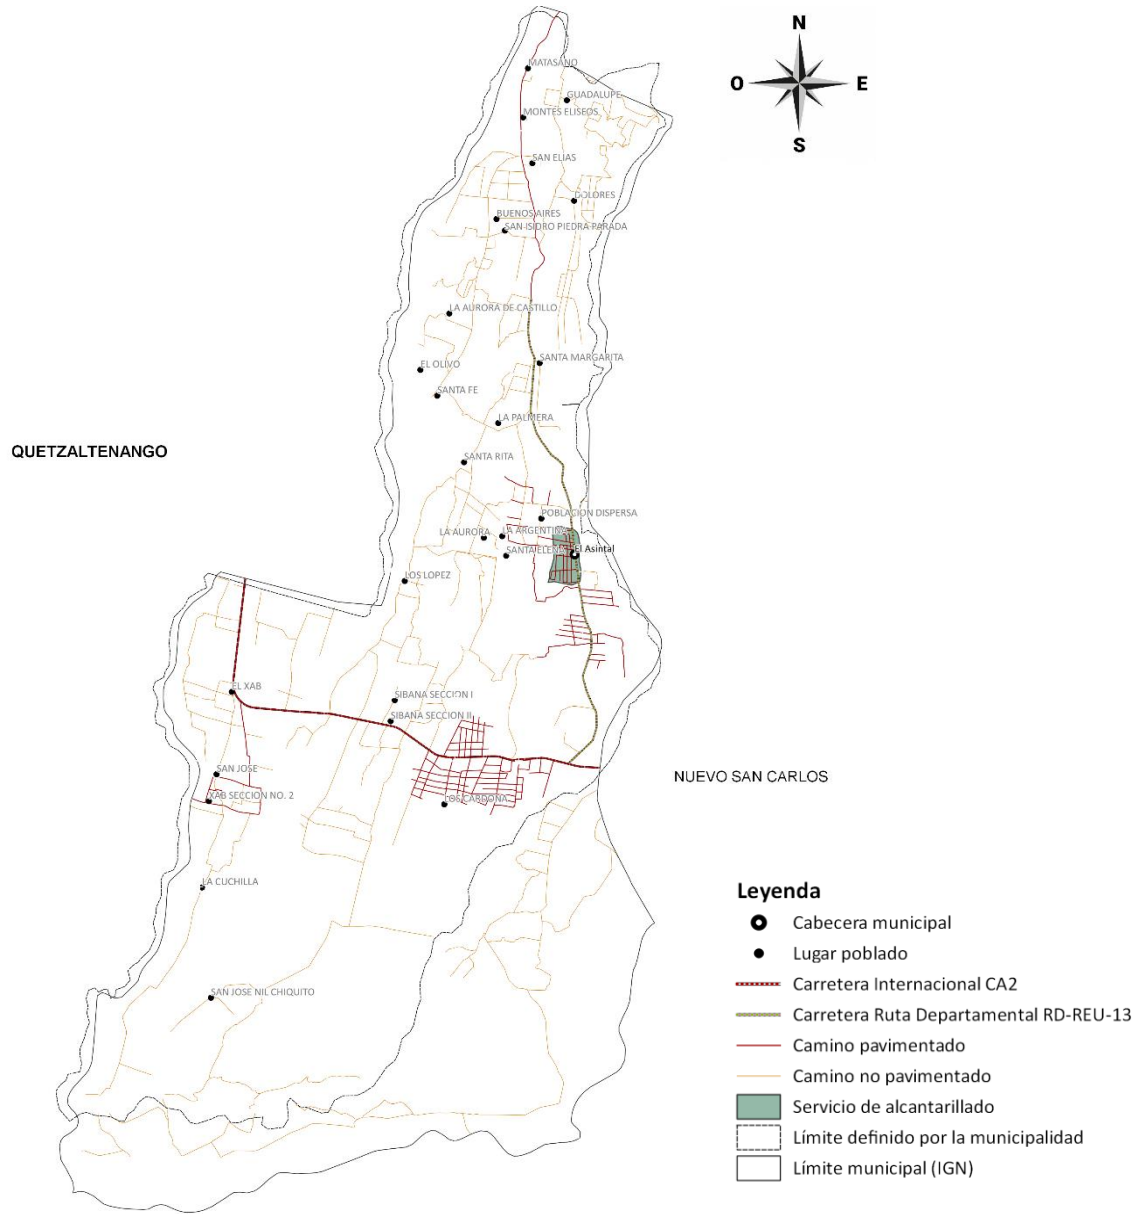 N
O
E
S
MATASANO
GUADALUPE
MONTES ELISEOS
SAN ELIAS
DOLORES
BUENOS AIRES
SAN ISIDRO PIEDRA PARADA
LA AURORA DE CASTILLO
SANTA MARGARITA
EL OLIVO
SANTA FE
LA PALMERA
QUETZALTENANGO
SANTA RITA
POBLACION DISPERSA
LA AURORA
LA ARGENTINA
SANTA ELENA
El Asintal
LOS LOPEZ
EL XAB
SIBANA SECCION I
SIBANA SECCION II
SAN JOSE
NUEVO SAN CARLOS
XAB SECCION NO. 2
LOS CARDONA
LA CUCHILLA
SAN JOSE NIL CHIQUITO
Leyenda
Cabecera municipal
Lugar poblado
Carretera Internacional CA2
Carretera Ruta Departamental RD-REU-13
Camino pavimentado
Camino no pavimentado
Servicio de alcantarillado
Límite definido por la municipalidad
Límite municipal (IGN)